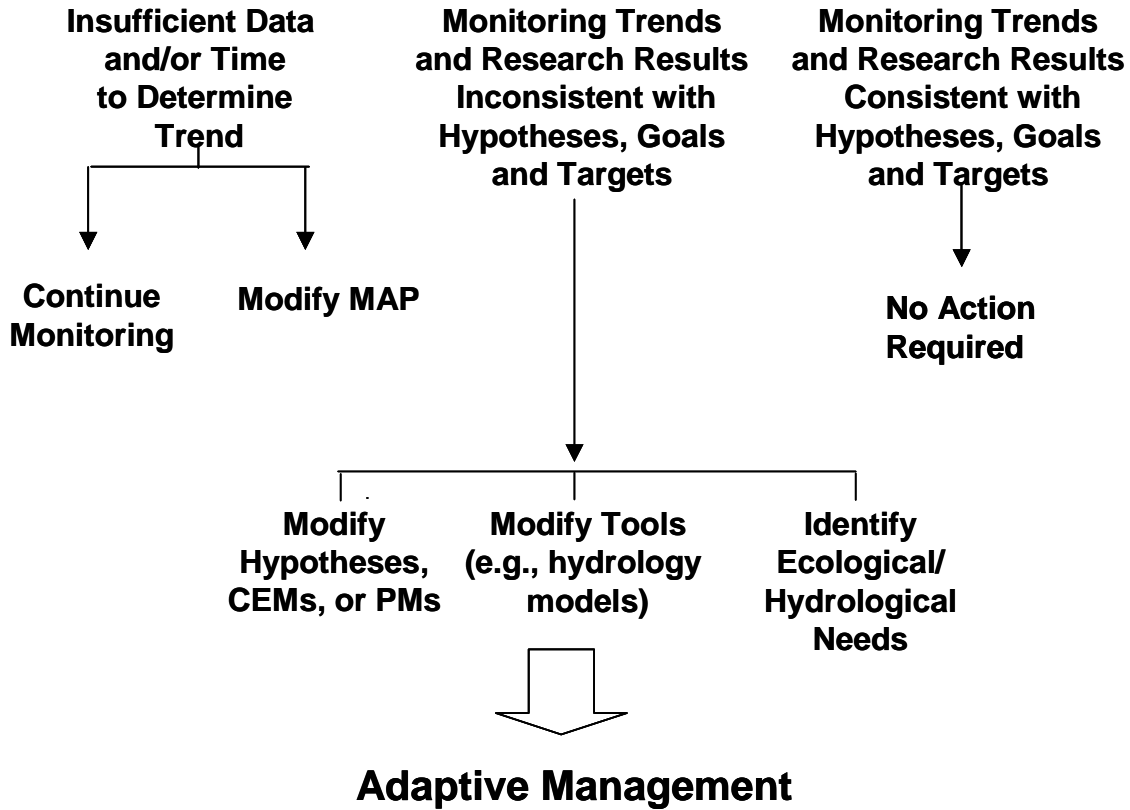 Insufficient Data
and/or Time
to Determine
Trend
Monitoring Trends
and Research Results
Inconsistent with
Hypotheses, Goals
and Targets
Monitoring Trends
and Research Results
Consistent with
Hypotheses, Goals
and Targets
Continue
Monitoring
Modify MAP
No Action
Required
Modify
Hypotheses,
CEMs, or PMs
Modify Tools
(e.g., hydrology
models)
Identify
Ecological/
Hydrological
Needs
Adaptive Management